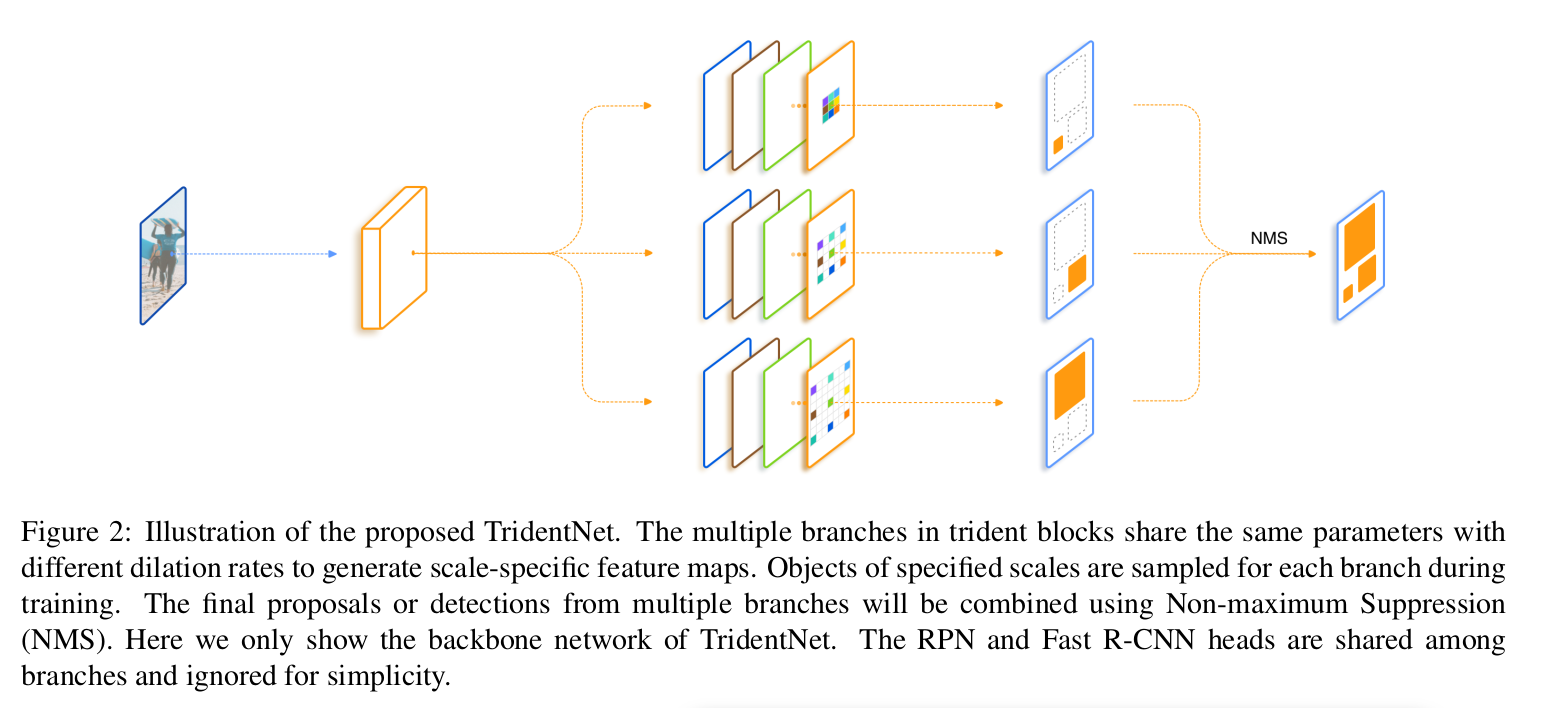 NMS
Figure 2: Illustration of the proposed TridentNet. The multiple branches in trident blocks share the same parameters with
different dilation rates to generate scale-specific feature maps. Objects of specified scales are sampled for each branch during
training. The final proposals or detections from multiple branches will be combined using Non-maximum Suppression
(NMS). Here we only show the backbone network of TridentNet. The RPN and Fast R-CNN heads are shared among
branches and ignored for simplicity.